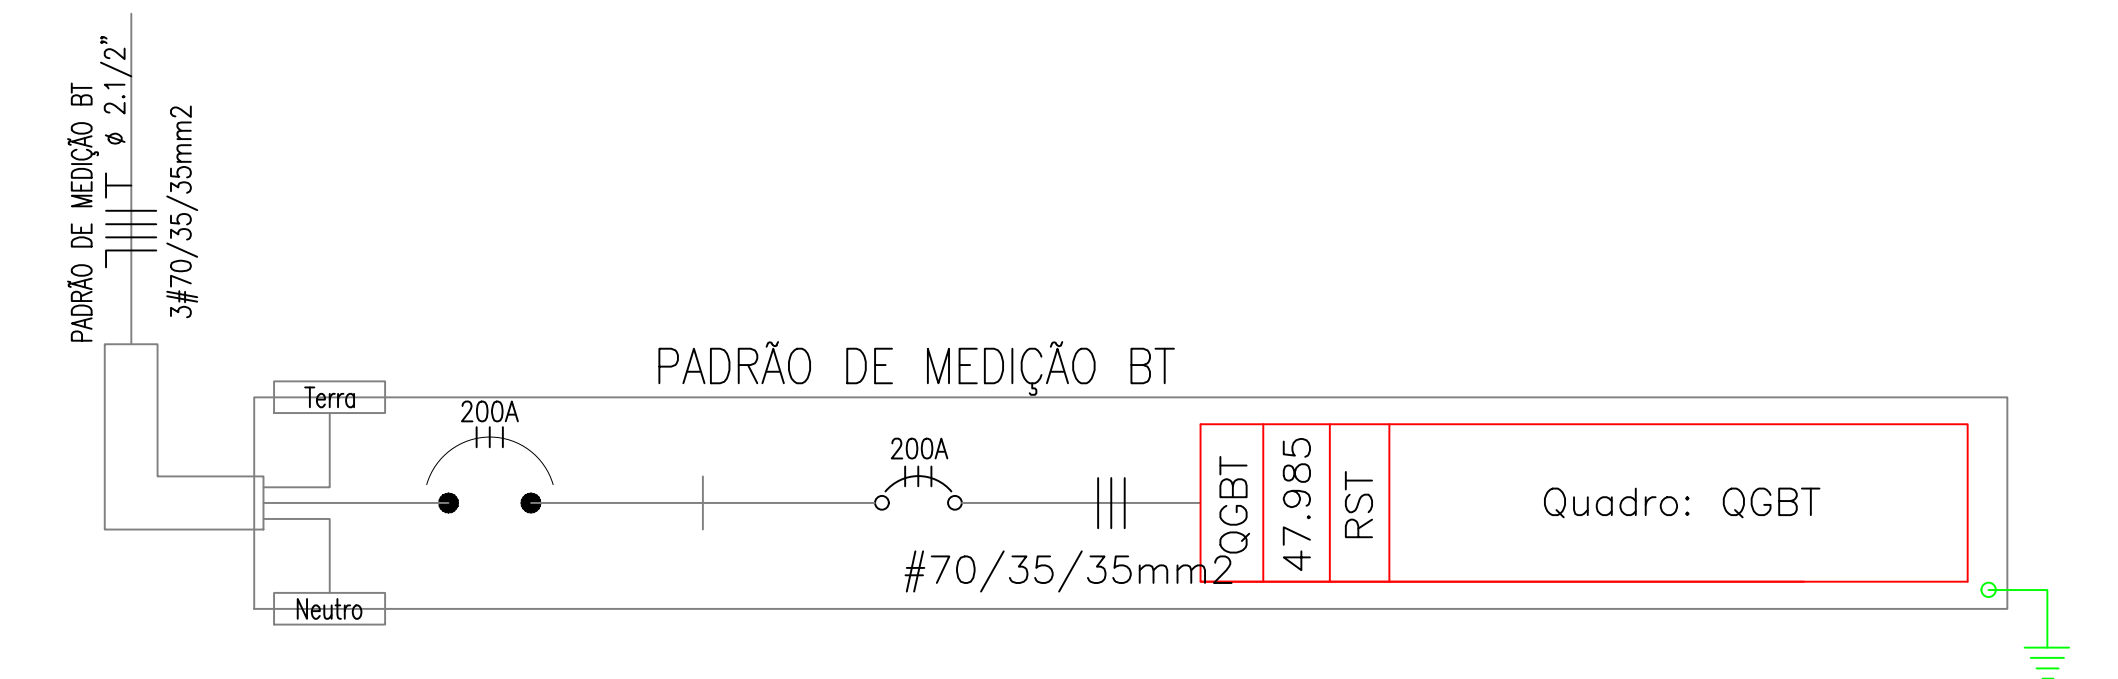 PADRÃO DE MEDIÇÃO BT
ø 2.1/2"
3#70/35/35mm2
PADRÃO DE MEDIÇÃO BT
Terra
200A
200A
QGBT
47.985
RST
Quadro: QGBT
#70/35/35mm2
Neutro